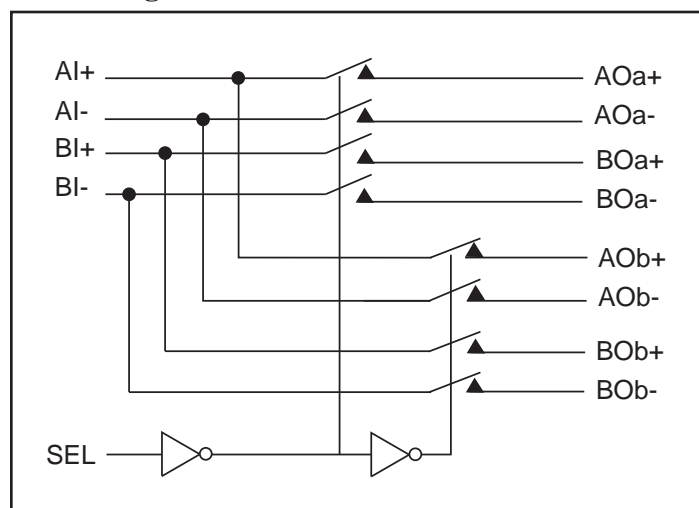 AI+
AOa+
AI-
AOa-
BI+
BOa+
BI-
BOa-
AOb+
AOb-
BOb+
BOb-
SEL